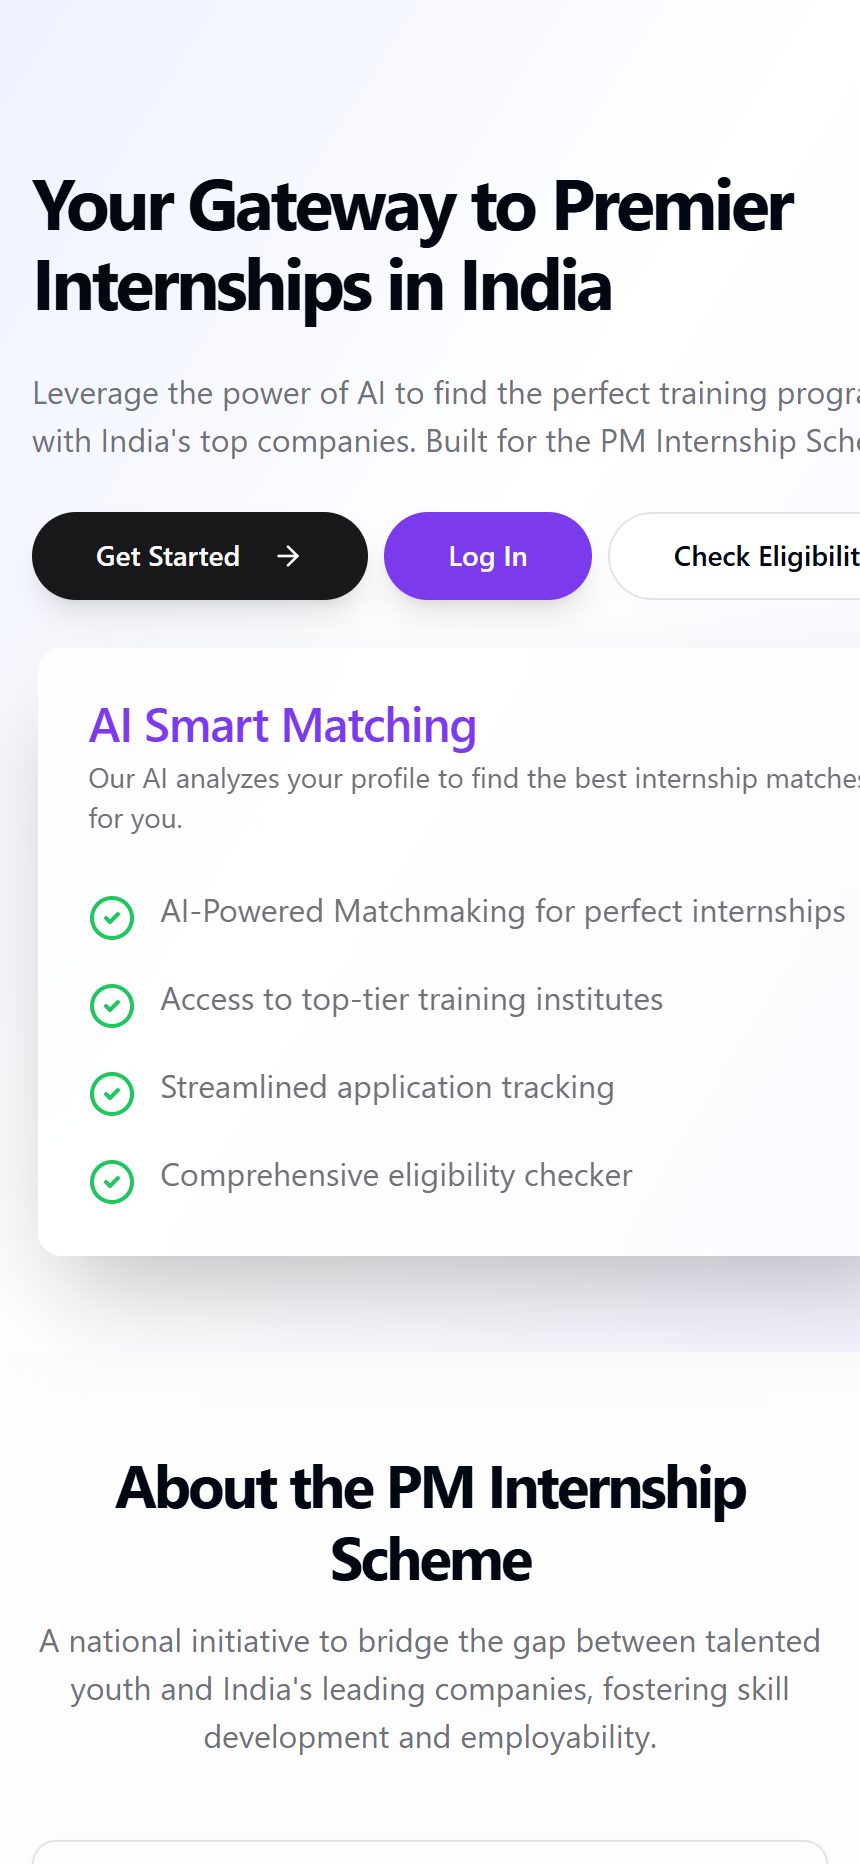 Your Gateway to Premier
Internships in India
Leverage the power of AI to find the perfect training
with India's top companies. Built for the PM Internship
Get Started
Log In
Check
AI Smart Matching
Our AI analyzes your profile to find the best internship matches
for you.
AI-Powered Matchmaking for perfect internships
Access to top-tier training institutes
Streamlined application tracking
Comprehensive eligibility checker
About the PM Internship
Scheme
A national initiative to bridge the gap between talented
youth and India's leading companies, fostering skill
development and employability.